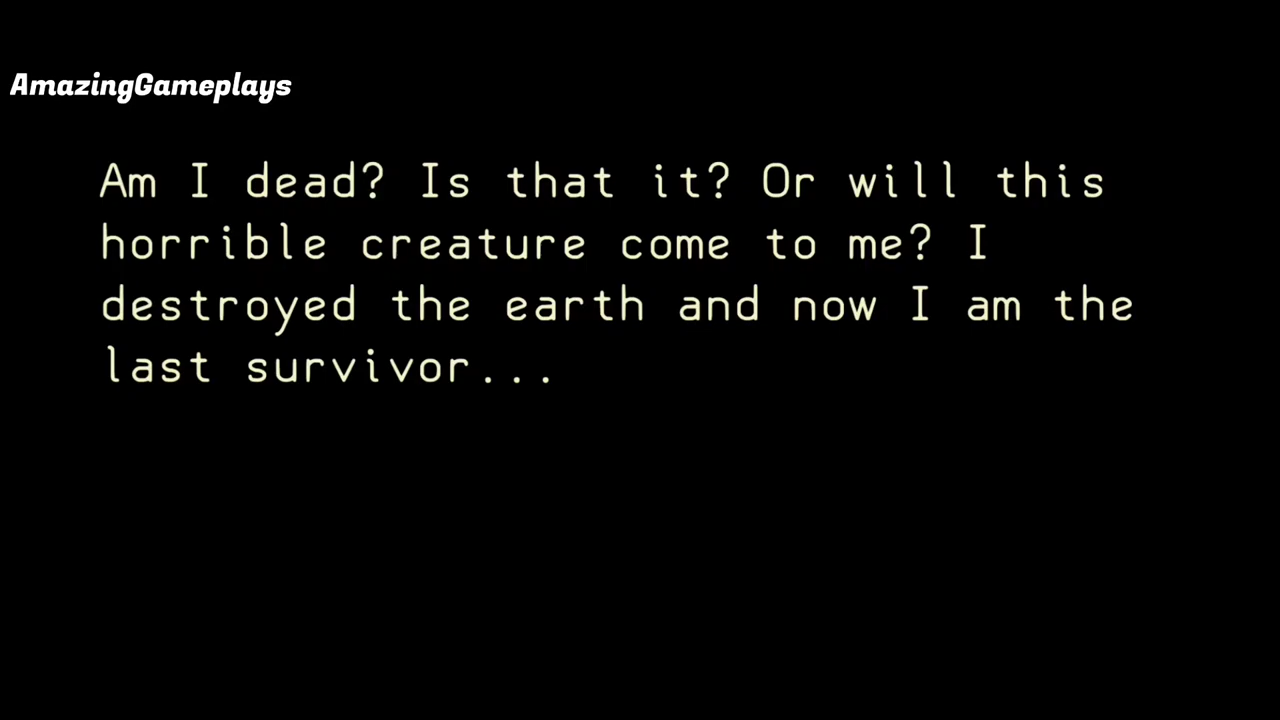 AmazingGameplays
Am I dead? Is that it? Or will this
horrible creature come to me? I
destroyed the earth and now I am the
last survivor...